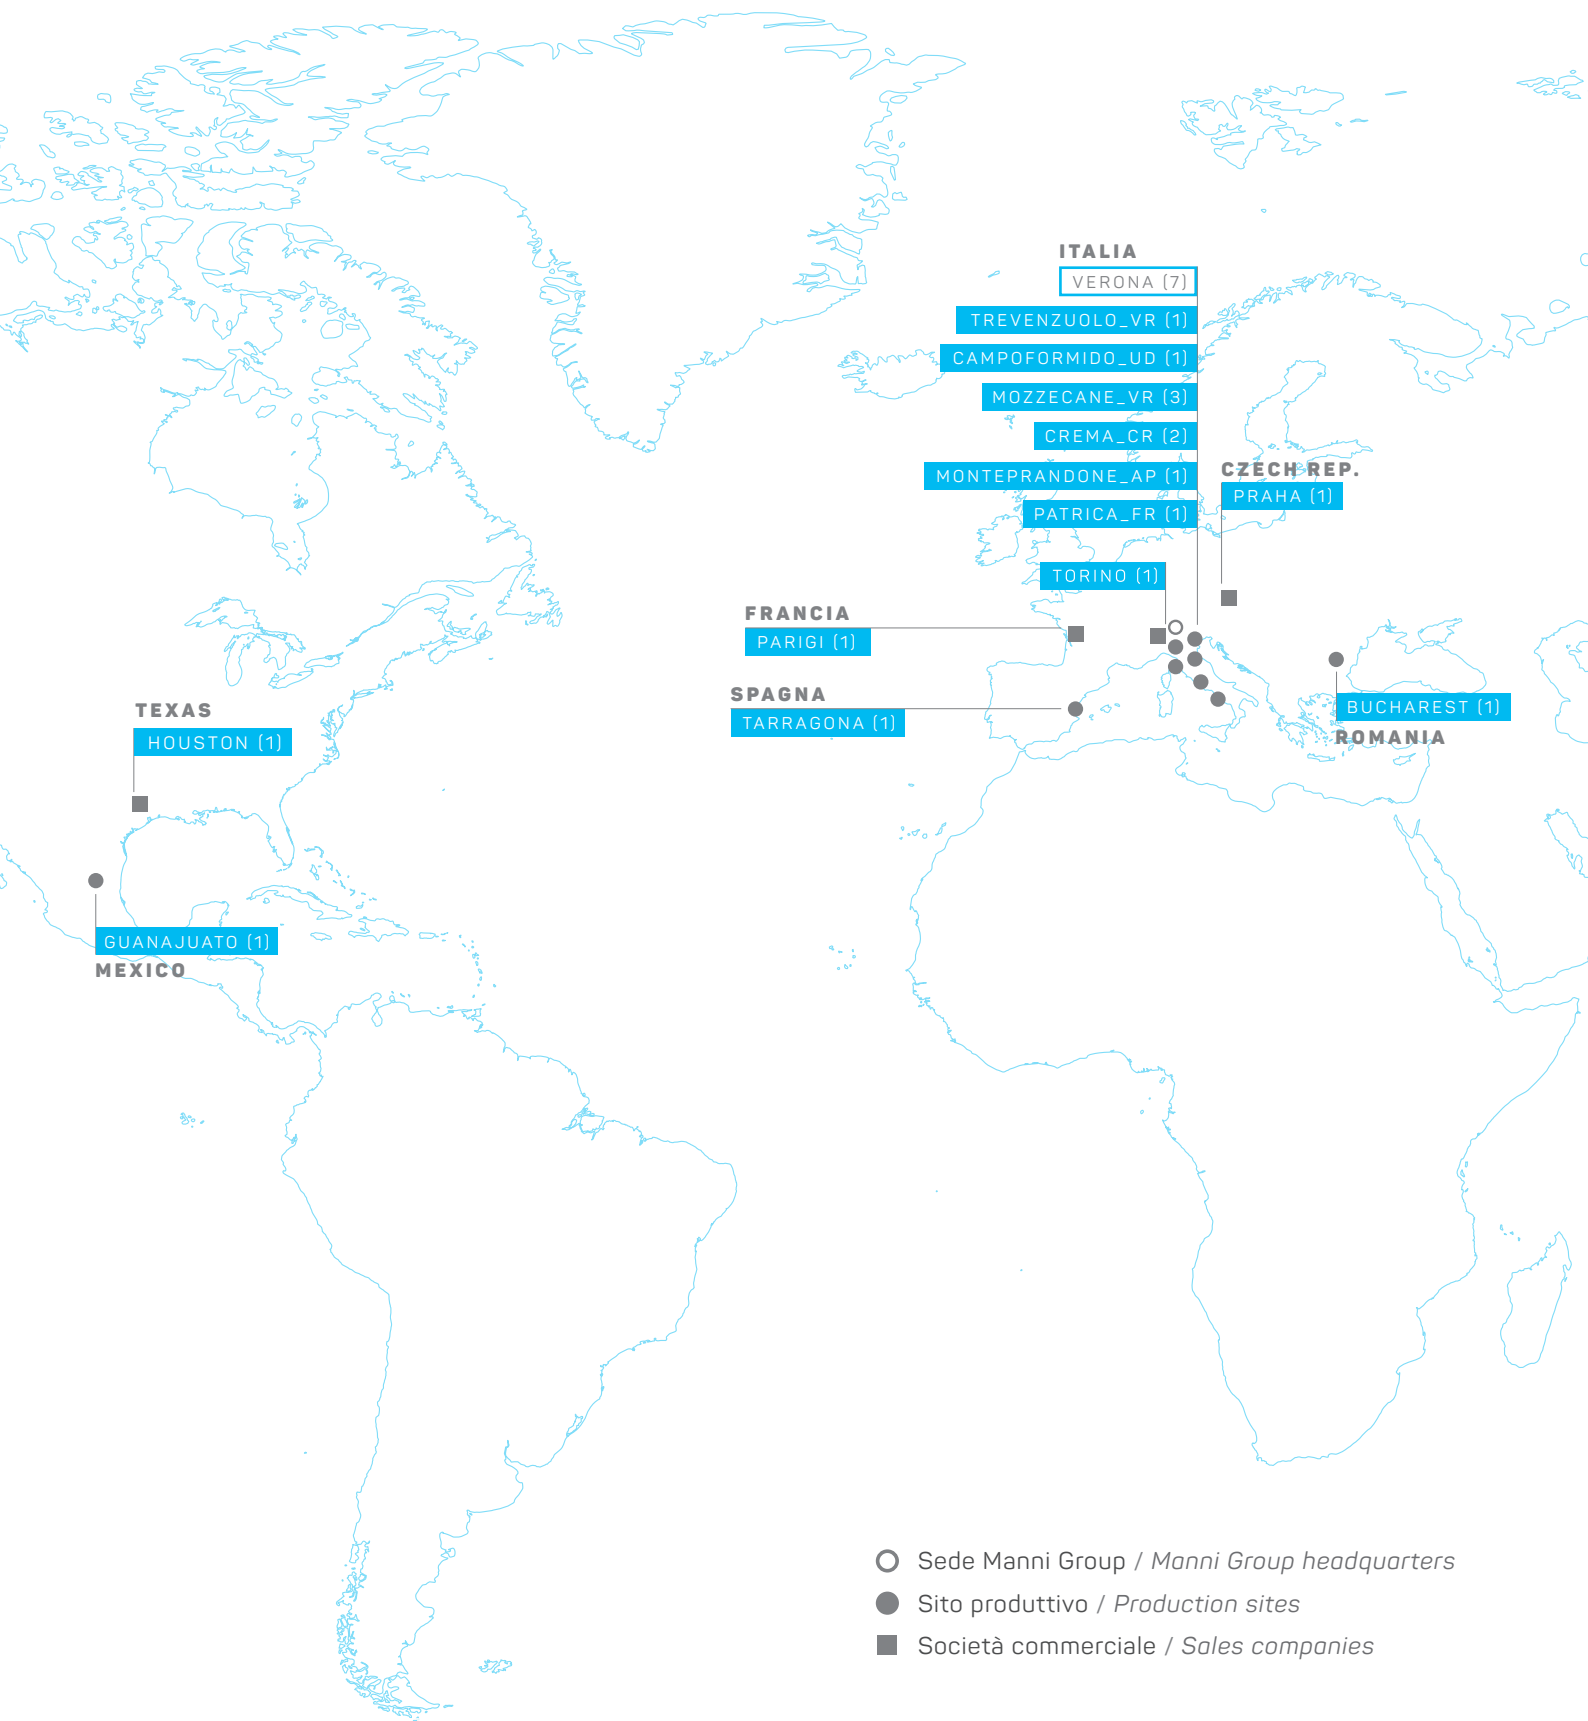 ITALIA
VERONA (7)
TREVENZUOLO_VR (1)
CAMPOFORMIDO_UD (1)
MOZZECANE_VR (3)
CREMA_CR (2)
MONTEPRANDONE_AP (1)
PATRICA_FR (1)
TORINO (1)
CZECH REP.
PRAHA (1)
FRANCIA
PARIGI (1)
SPAGNA
TARRAGONA (1)
BUCHAREST (1)
ROMANIA
TEXAS
HOUSTON (1)
GUANAJUATO (1)
MEXICO
Sede Manni Group / Manni Group headquarters
Sito produttivo / Production sites
Società commerciale / Sales companies